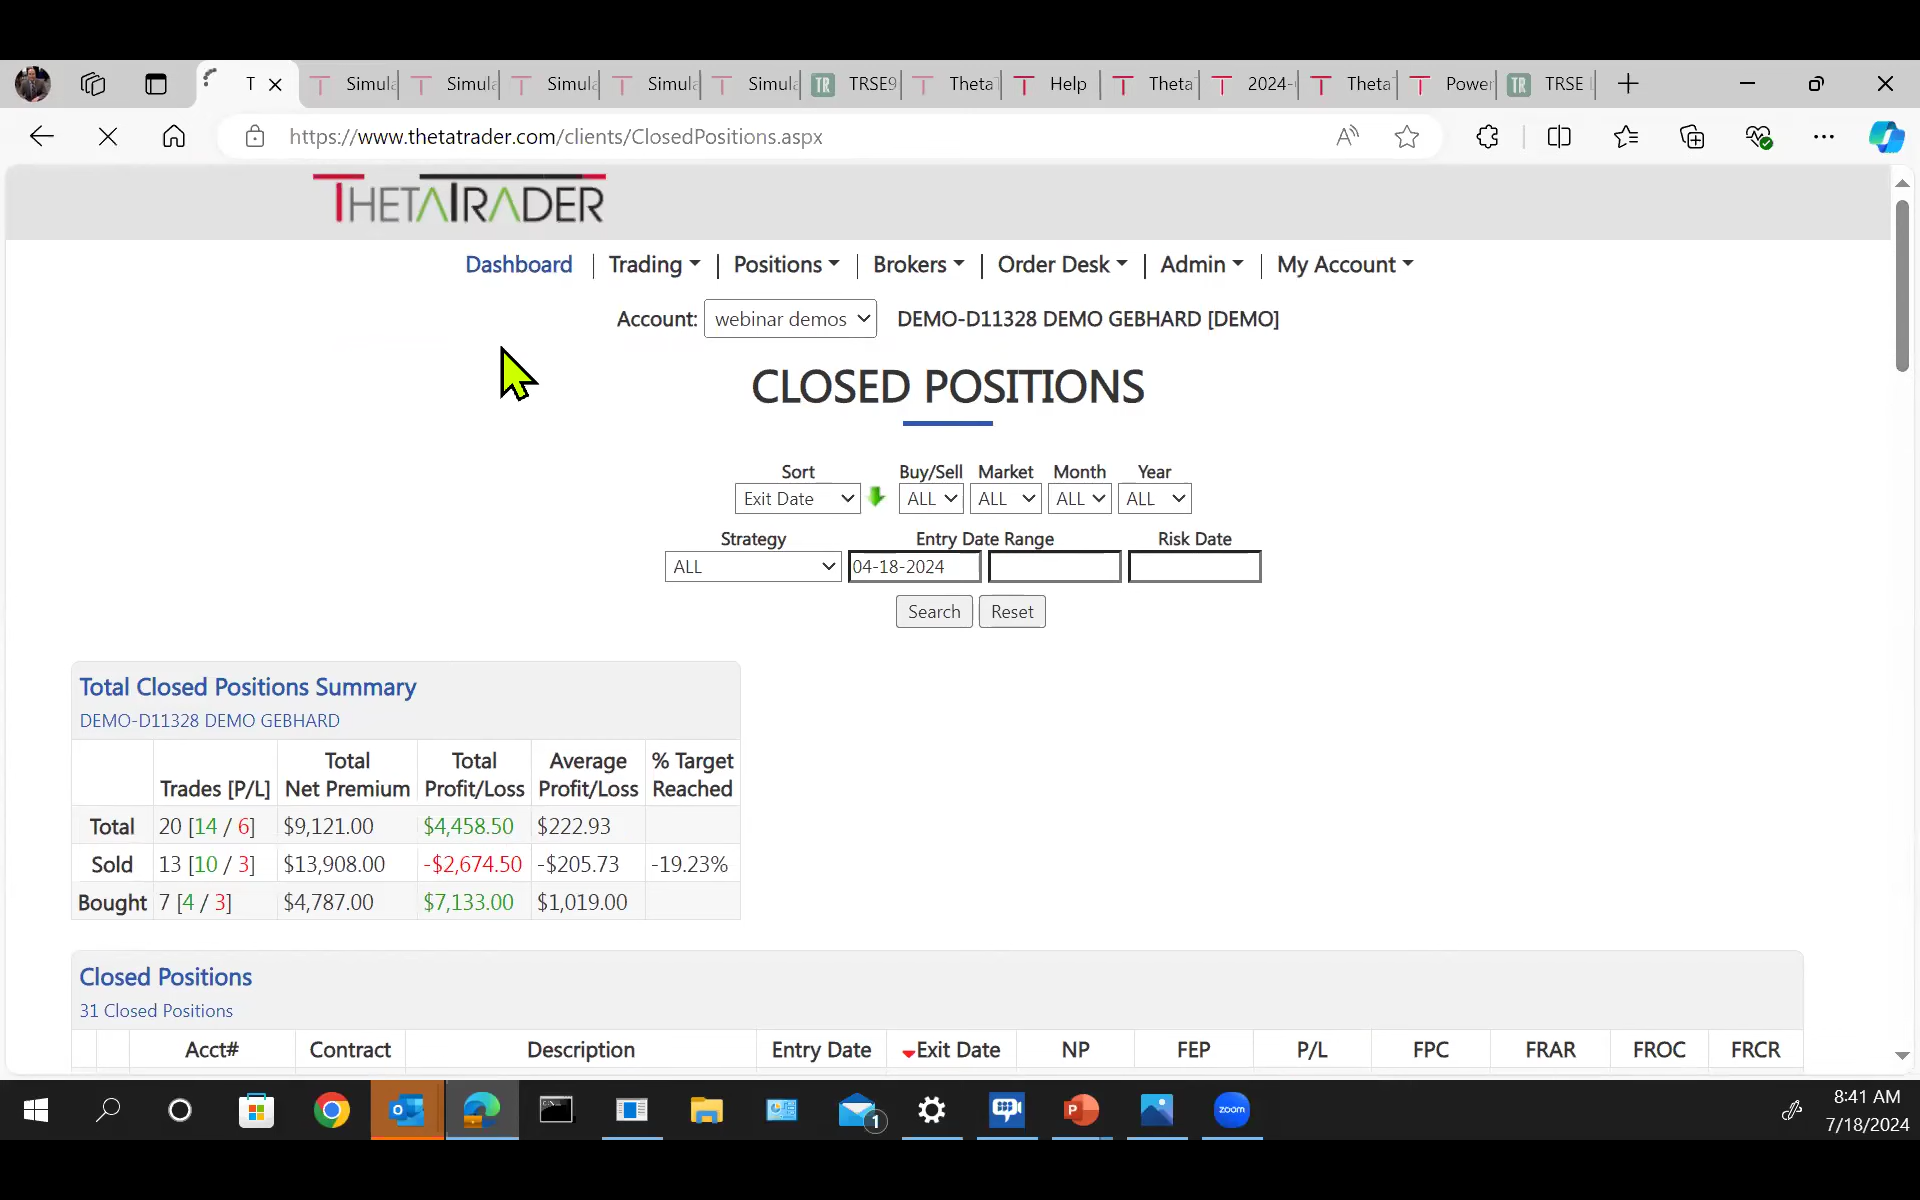 T Simula Simula Simula Simula Simula TR TRSE9 Theta Help Theta 2024- Theta Power TR TRSE
https://www.thetatrader.com/clients/ClosedPositions.aspx
THETATRADER
Dashboard | Trading | Positions | Brokers | Order Desk | Admin | My Account
Account: webinar demos DEMO-D11328 DEMO GEBHARD [DEMO]
CLOSED POSITIONS
Sort Buy/Sell Market Month Year
Exit Date ALL ALL ALL ALL
Strategy Entry Date Range Risk Date
ALL 04-18-2024
Search Reset
Total Closed Positions Summary
DEMO-D11328 DEMO GEBHARD
Total Total Average % Target
Trades [P/L] Net Premium Profit/Loss Profit/Loss Reached
Total 20 [14 / 6] $9,121.00 $4,458.50 $222.93
Sold 13 [10 / 3] $13,908.00 -$2,674.50 -$205.73 -19.23%
Bought 7 [4 / 3] $4,787.00 $7,133.00 $1,019.00
Closed Positions
31 Closed Positions
Acct# Contract Description Entry Date Exit Date NP FEP P/L FPC FRAR FROC FRCR
zoom
1
8:41 AM
7/18/2024